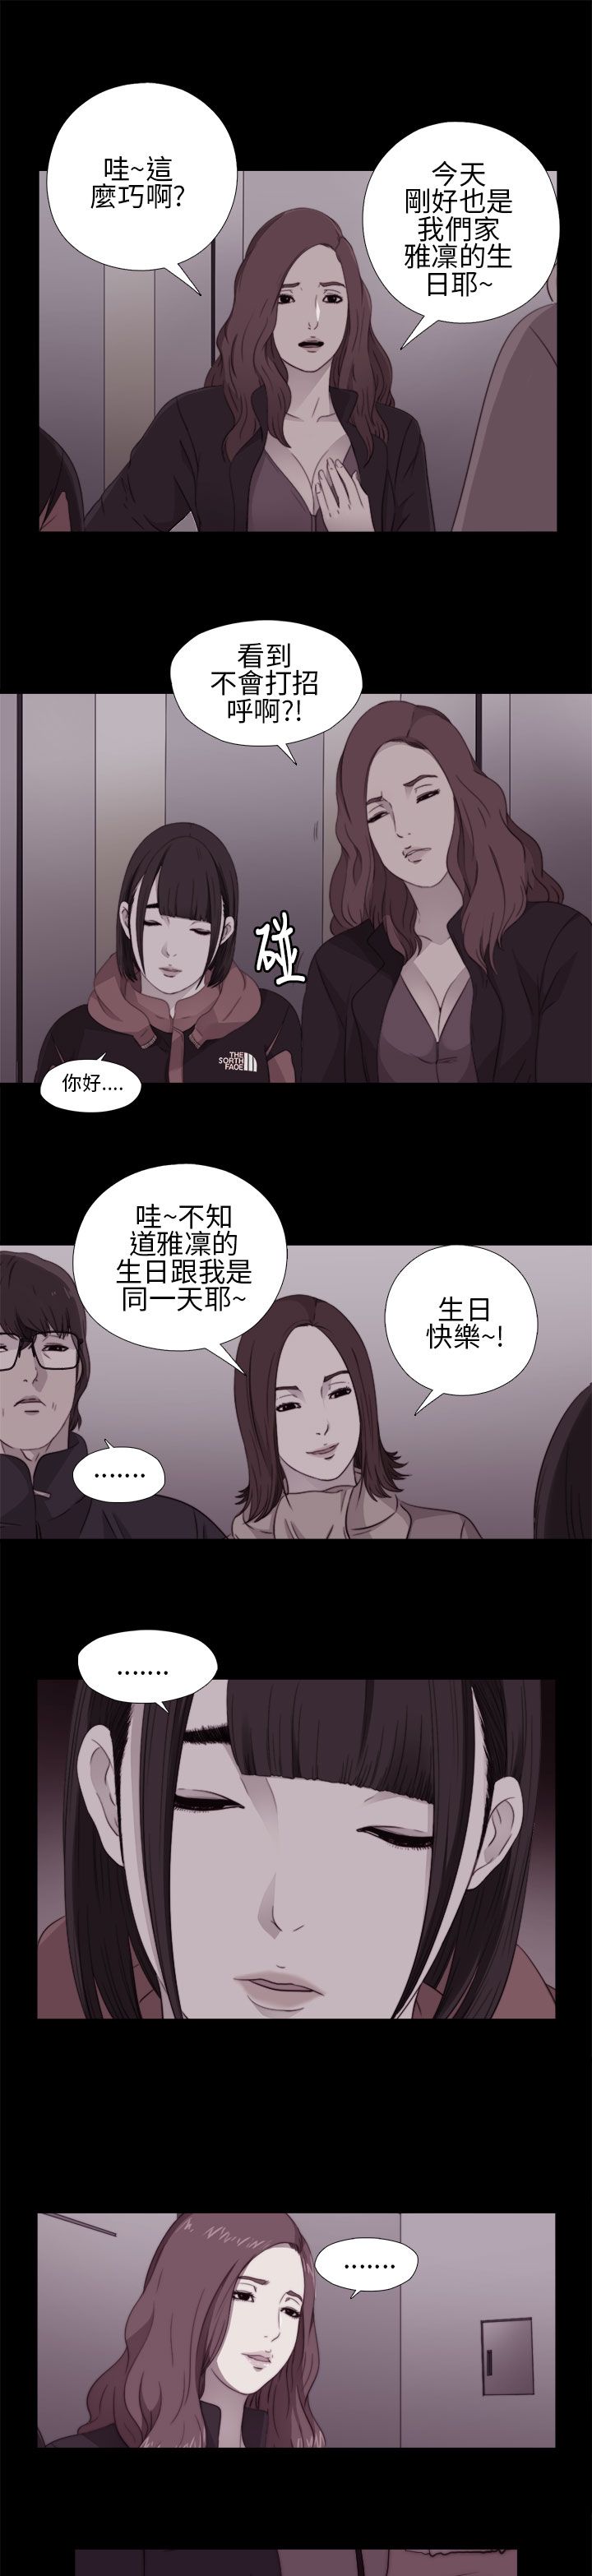 哇~這
麼巧啊?
今天
剛好也是
我們家
雅凜的生
日耶~
看到
不會打招
呼啊?!
碰
THE
SORTH
FACE
你好....
哇~不知
道雅凜的
生日跟我是
同一天耶~
生日
快樂~!
.......
.......
.......